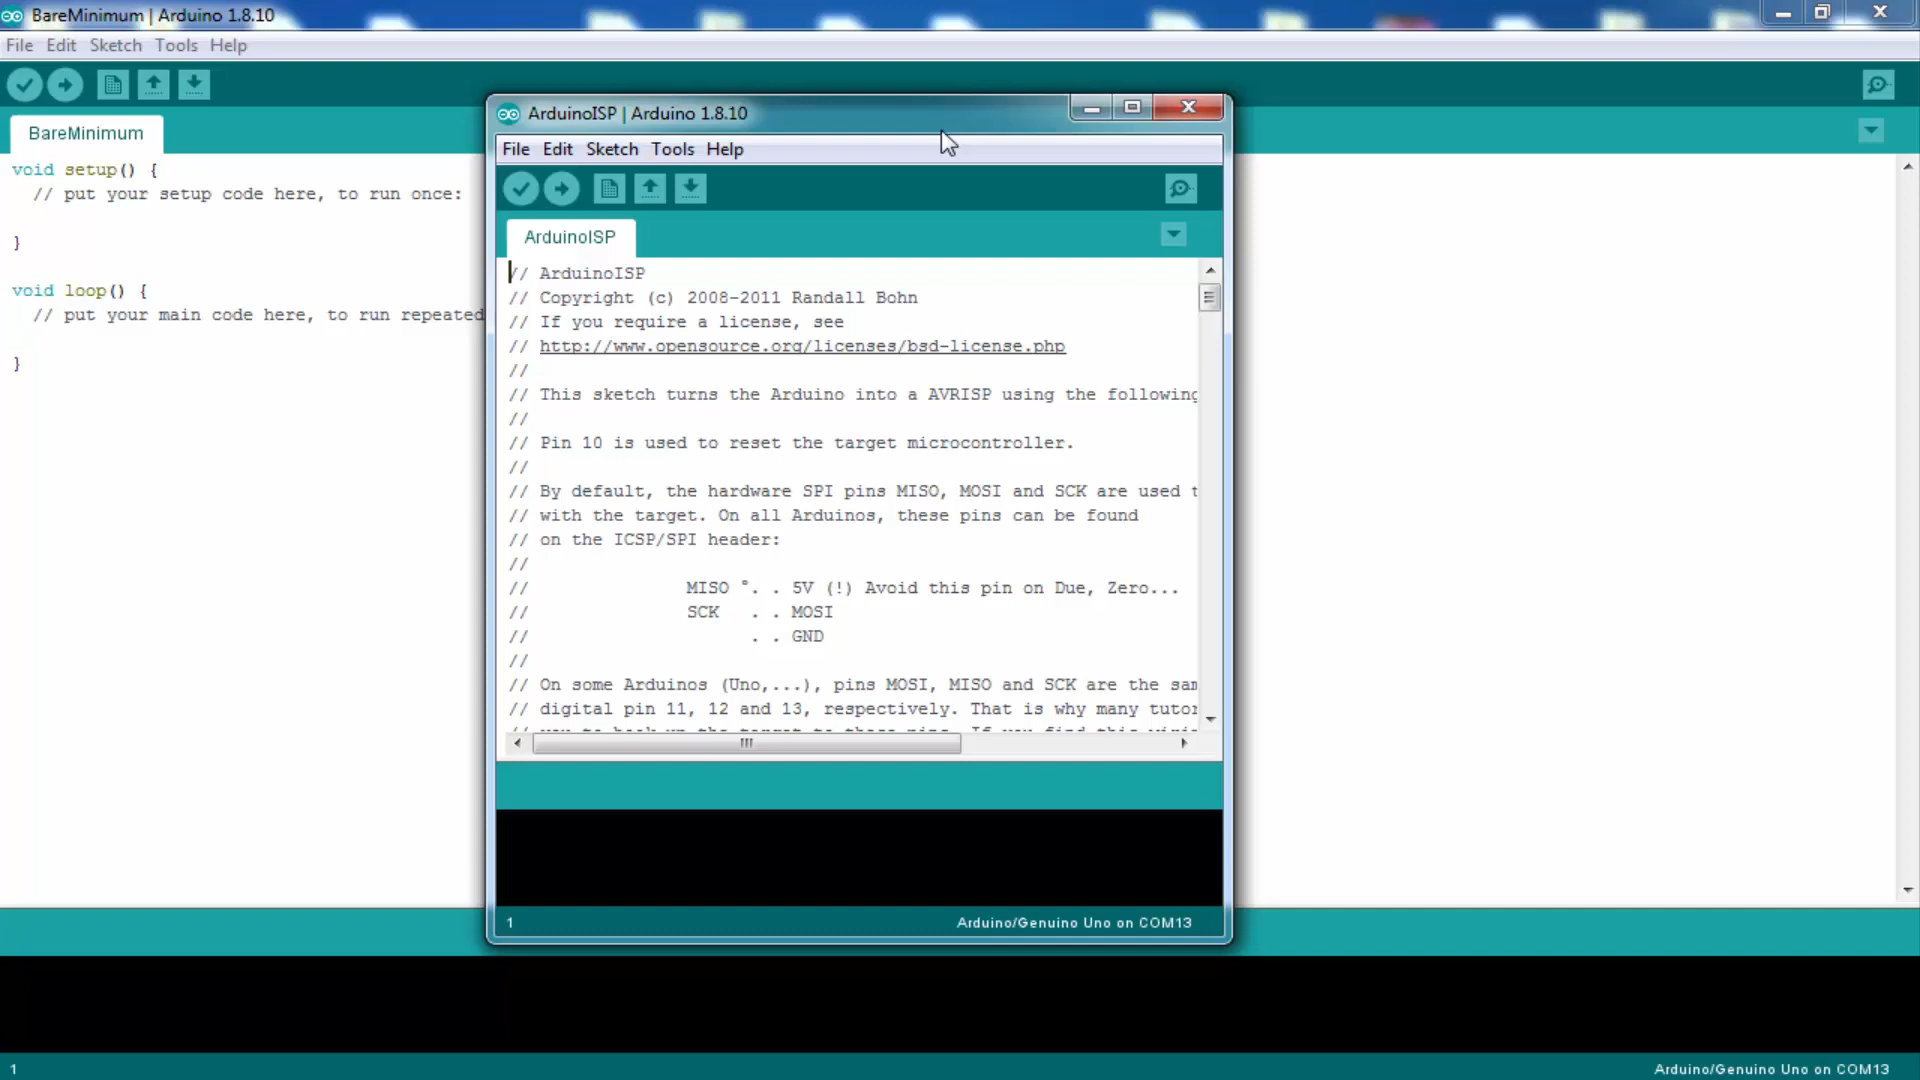 BareMinimum | Arduino 1.8.10
File Edit Sketch Tools Help
BareMinimum
void setup() {
// put your setup code here, to run once:
}
void loop() {
// put your main code here, to run repeated
}
ArduinoISP | Arduino 1.8.10
File Edit Sketch Tools Help
ArduinoISP
// ArduinoISP
// Copyright (c) 2008-2011 Randall Bohn
// If you require a license, see
// http://www.opensource.org/licenses/bsd-license.php
//
// This sketch turns the Arduino into a AVRISP using the following
//
// Pin 10 is used to reset the target microcontroller.
//
// By default, the hardware SPI pins MISO, MOSI and SCK are used t
// with the target. On all Arduinos, these pins can be found
// on the ICSP/SPI header:
//
// MISO °. . 5V (!) Avoid this pin on Due, Zero...
// SCK . . MOSI
// . . GND
//
// On some Arduinos (Uno,...), pins MOSI, MISO and SCK are the sam
// digital pin 11, 12 and 13, respectively. That is why many tutor
1
Arduino/Genuino Uno on COM13
1
Arduino/Genuino Uno on COM13